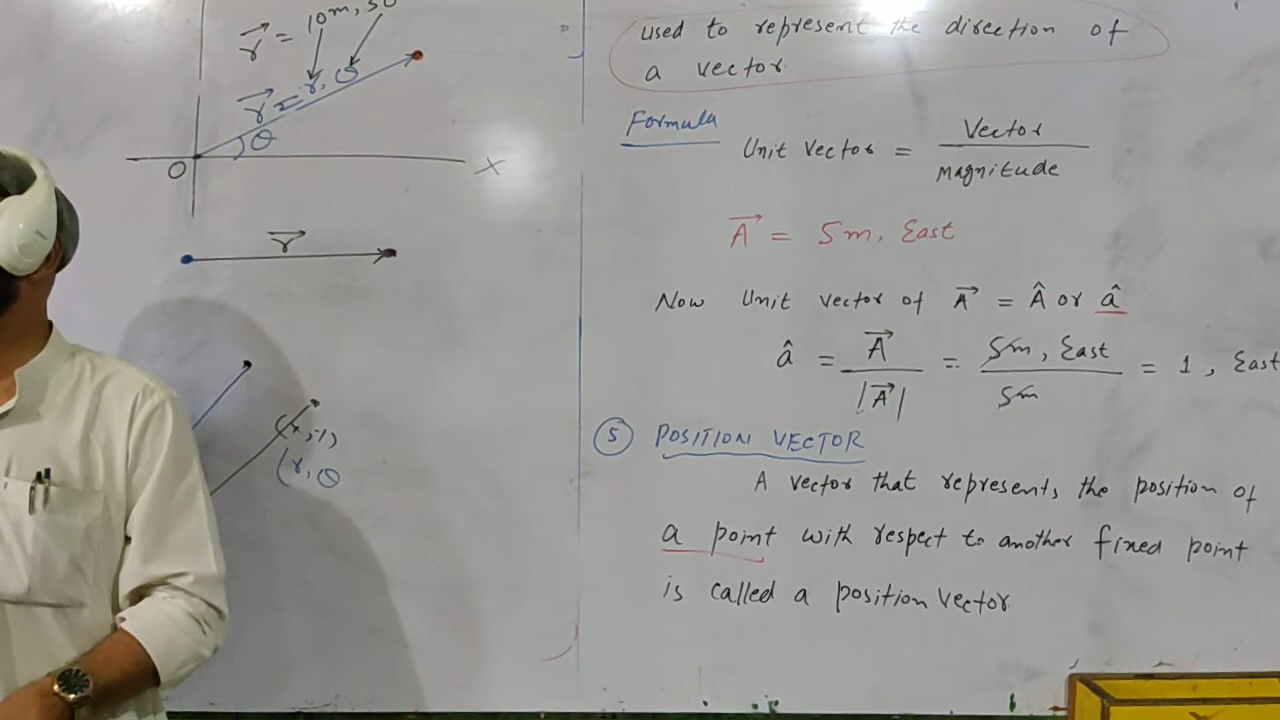 r = 10m, 30
r = r, θ
θ
O
X
r
(x, y)
(r, θ
used to represent the direction of
a vector.
Formula
Unit Vector = Vector
magnitude
A = 5m, East
Now Unit vector of A = Â or â
â = A / |A| = 5m, East / 5m = 1, East
5 POSITION VECTOR
A vector that represents the position of
a point with respect to another fixed point
is called a position vector.